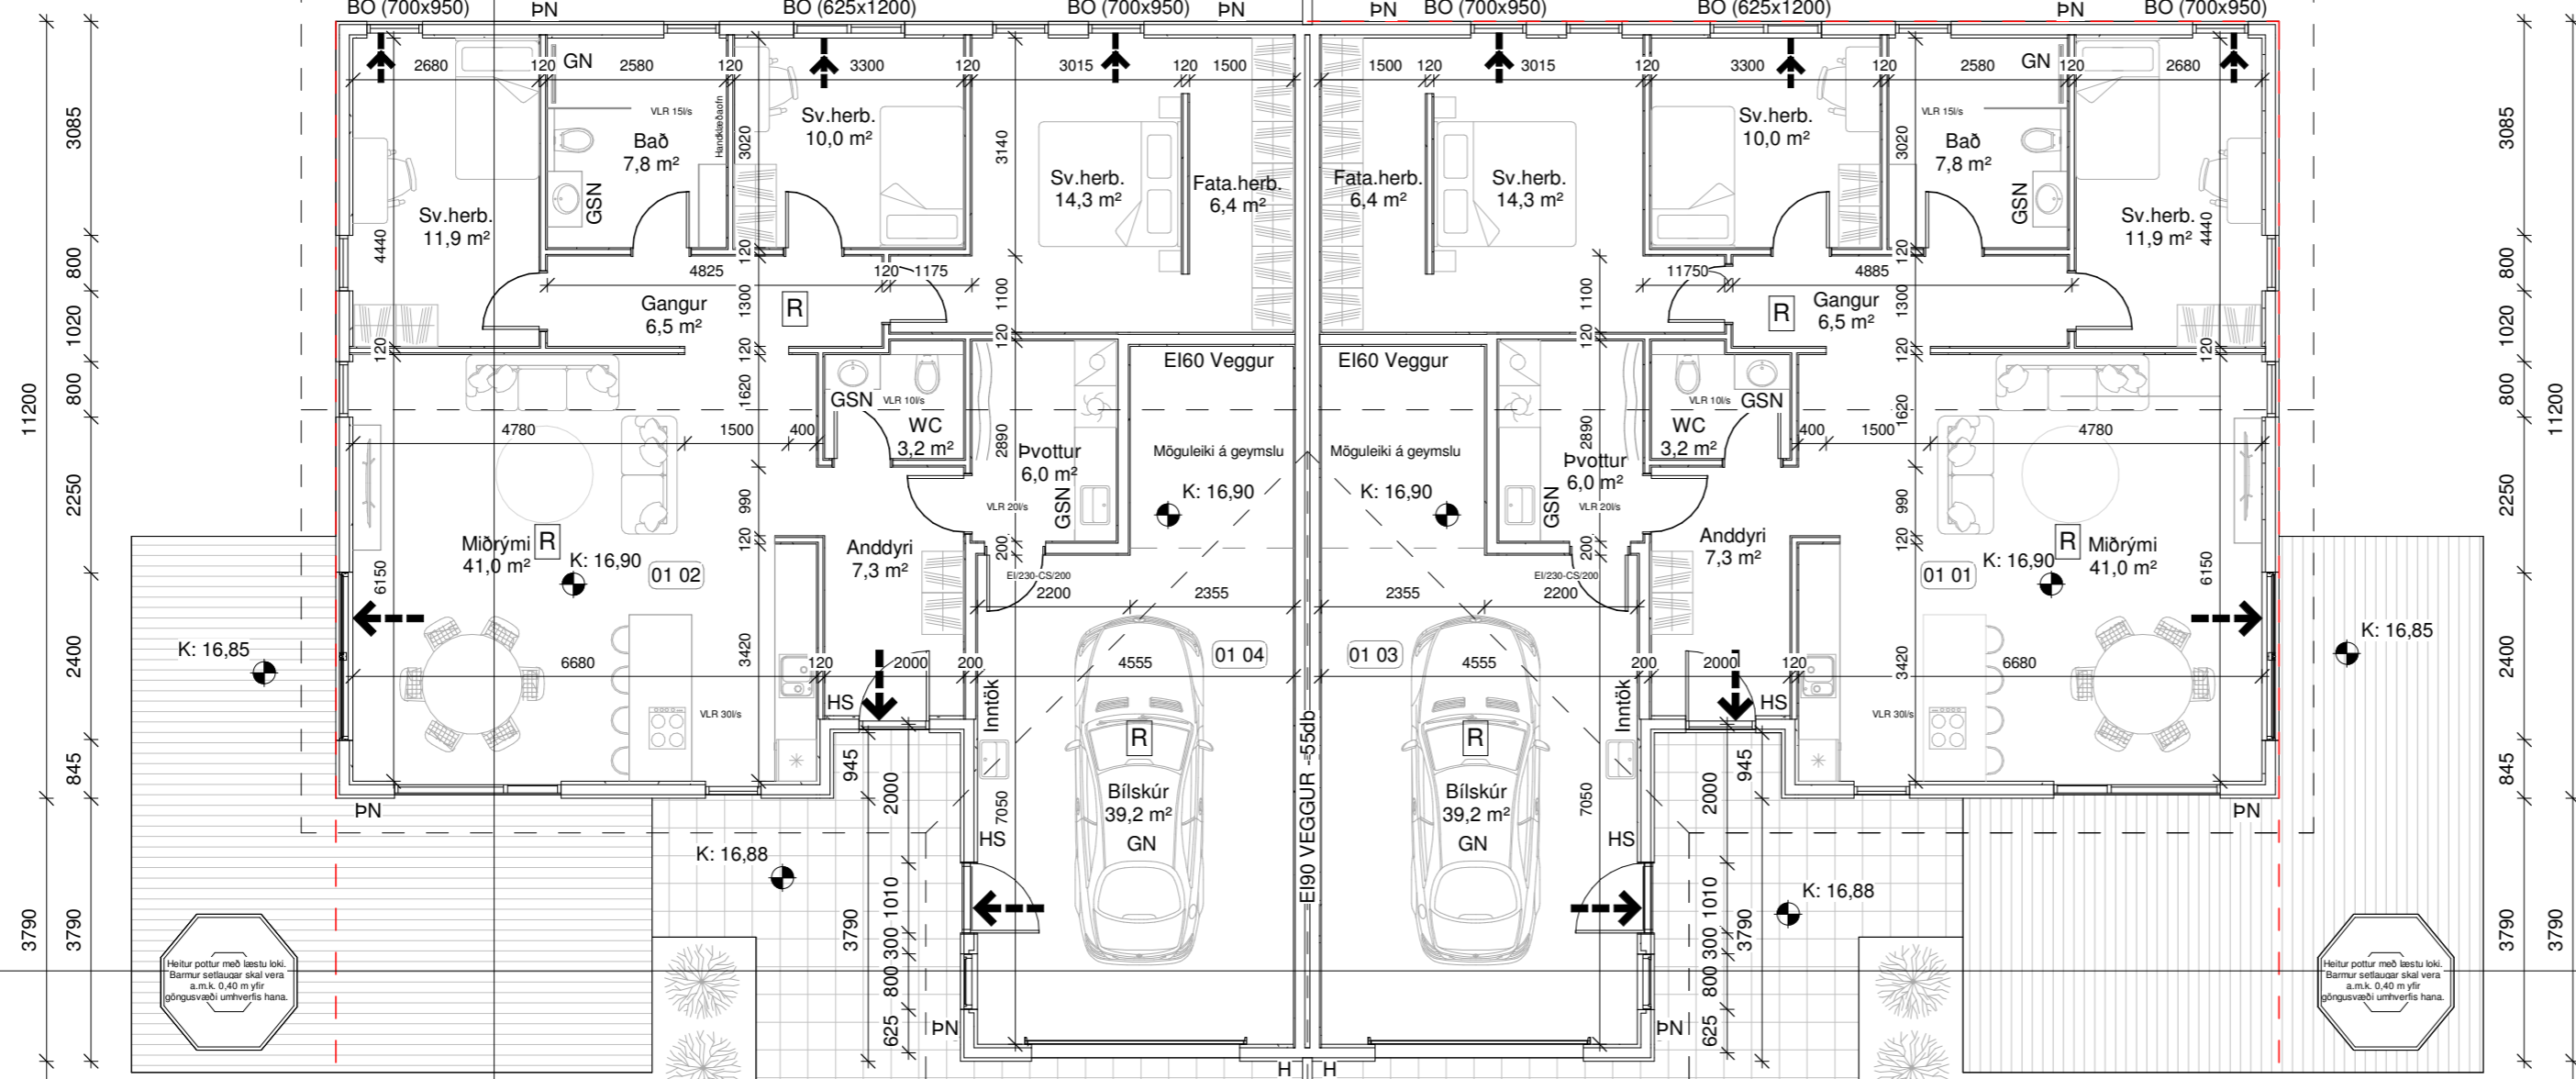 BO (700x950)
ÞN
BO (625x1200)
BO (700x950)
ÞN
ÞN
BO (700x950)
BO (625x1200)
ÞN
BO (700x950)
2680
120
GN
2580
120
3300
120
3015
120
1500
1500
120
3015
120
3300
120
2580
GN
120
2680
3085
VLR 15l/s
Handklæðaofn
3020
Sv.herb.
10,0 m²
3140
Bað
7,8 m²
GSN
Sv.herb.
11,9 m²
4440
Sv.herb.
14,3 m²
Fata.herb.
6,4 m²
Fata.herb.
6,4 m²
Sv.herb.
14,3 m²
Sv.herb.
10,0 m²
3020
VLR 15l/s
Bað
7,8 m²
GSN
Sv.herb.
11,9 m²
4440
3085
800
4825
120
120
1175
1100
1100
11750
120
4885
800
Gangur
6,5 m²
1300
R
R
Gangur
6,5 m²
1300
1020
120
120
120
120
120
120
1020
11200
800
1620
GSN
VLR 10l/s
WC
3,2 m²
EI60 Veggur
EI60 Veggur
VLR 10l/s
GSN
WC
3,2 m²
1620
800
11200
4780
1500
400
2890
Þvottur
6,0 m²
GSN
VLR 20l/s
Möguleiki á geymslu
K: 16,90
Möguleiki á geymslu
K: 16,90
2890
Þvottur
6,0 m²
GSN
VLR 20l/s
400
1500
4780
2250
990
120
200
200
990
120
2250
Miðrými
41,0 m²
R
K: 16,90
01 02
6150
Anddyri
7,3 m²
EI/230-CS/200
2200
2355
EI/230-CS/200
2355
2200
Anddyri
7,3 m²
01 01
K: 16,90
R
Miðrými
41,0 m²
6150
K: 16,85
2400
6680
3420
120
2000
200
4555
01 04
01 03
4555
200
2000
120
3420
6680
K: 16,85
2400
VLR 30l/s
HS
Inntök
R
EI90 VEGGUR -55db
R
Inntök
HS
VLR 30l/s
845
945
2000
7050
Bílskúr
39,2 m²
GN
Bílskúr
39,2 m²
GN
7050
2000
945
845
ÞN
HS
HS
ÞN
K: 16,88
K: 16,88
3790
3790
3790
1010
1010
3790
3790
3790
300
300
800
800
Heitur pottur með læstu loki.
Barmur setlaugar skal vera
a.m.k. 0,40 m yfir
göngusvæði umhverfis hana.
Heitur pottur með læstu loki.
Barmur setlaugar skal vera
a.m.k. 0,40 m yfir
göngusvæði umhverfis hana.
625
ÞN
ÞN
625
H
H